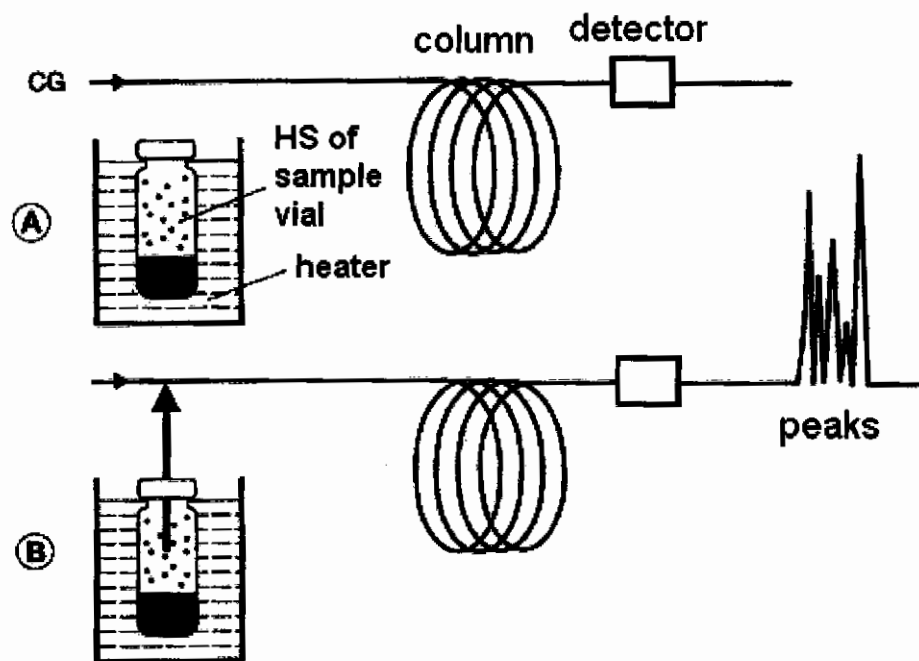 column
detector
CG
HS of
sample
vial
A
heater
peaks
B